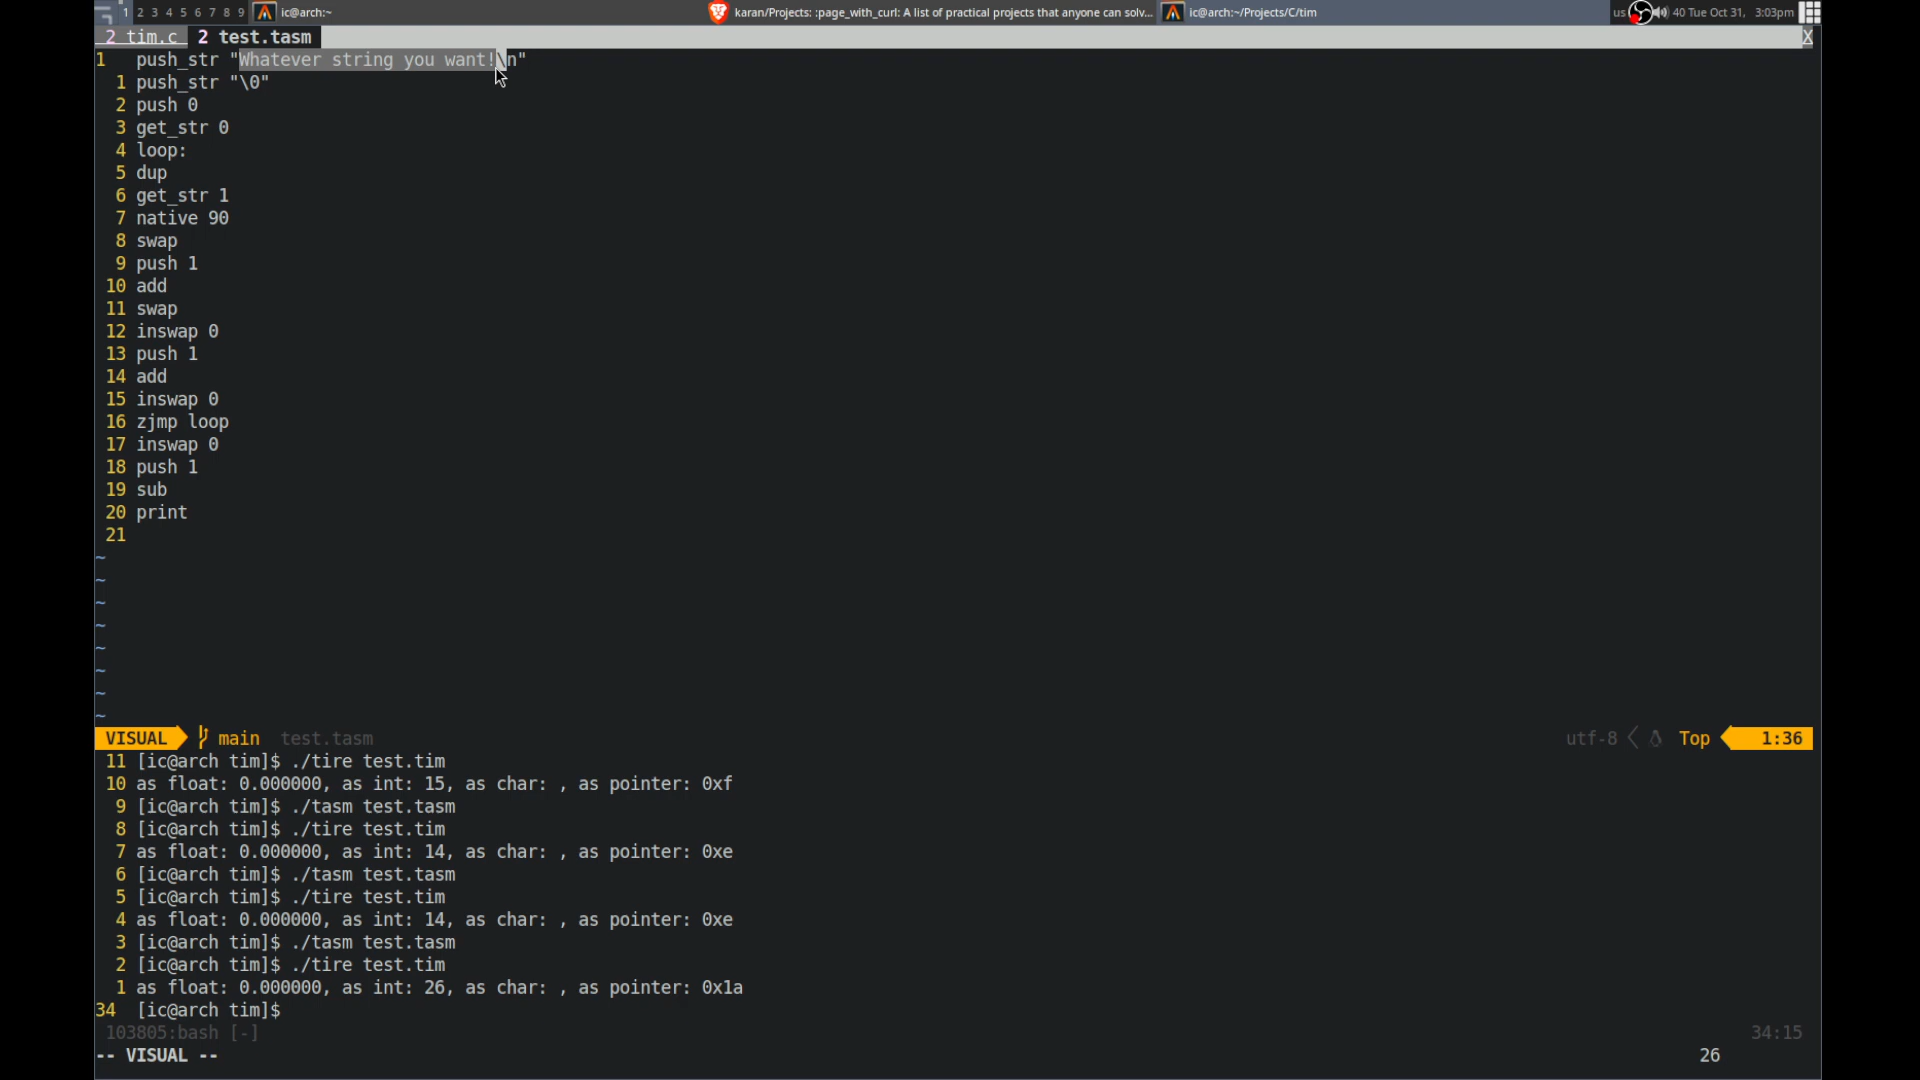 1 2 3 4 5 6 7 8 9 ic@arch:~ karan/Projects: :page_with_curl: A list of practical projects that anyone can solv... ic@arch:~/Projects/C/tim us 40 Tue Oct 31, 3:03pm
2 tim.c 2 test.tasm X
1 push_str "Whatever string you want!\n"
1 push_str "\0"
2 push 0
3 get_str 0
4 loop:
5 dup
6 get_str 1
7 native 90
8 swap
9 push 1
10 add
11 swap
12 inswap 0
13 push 1
14 add
15 inswap 0
16 zjmp loop
17 inswap 0
18 push 1
19 sub
20 print
21
~
~
~
~
~
~
~
~
VISUAL main test.tasm utf-8 Top 1:36
11 [ic@arch tim]$ ./tire test.tim
10 as float: 0.000000, as int: 15, as char: , as pointer: 0xf
9 [ic@arch tim]$ ./tasm test.tasm
8 [ic@arch tim]$ ./tire test.tim
7 as float: 0.000000, as int: 14, as char: , as pointer: 0xe
6 [ic@arch tim]$ ./tasm test.tasm
5 [ic@arch tim]$ ./tire test.tim
4 as float: 0.000000, as int: 14, as char: , as pointer: 0xe
3 [ic@arch tim]$ ./tasm test.tasm
2 [ic@arch tim]$ ./tire test.tim
1 as float: 0.000000, as int: 26, as char: , as pointer: 0x1a
34 [ic@arch tim]$
103805:bash [-] 34:15
-- VISUAL -- 26